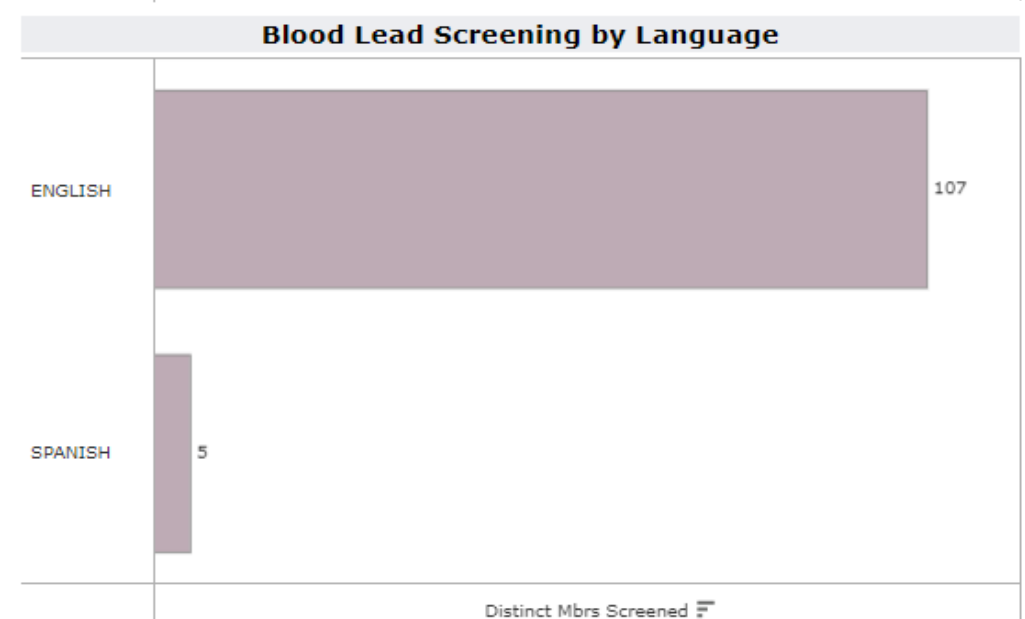 Blood Lead Screening by Language
ENGLISH
107
SPANISH
5
Distinct Mbrs Screened